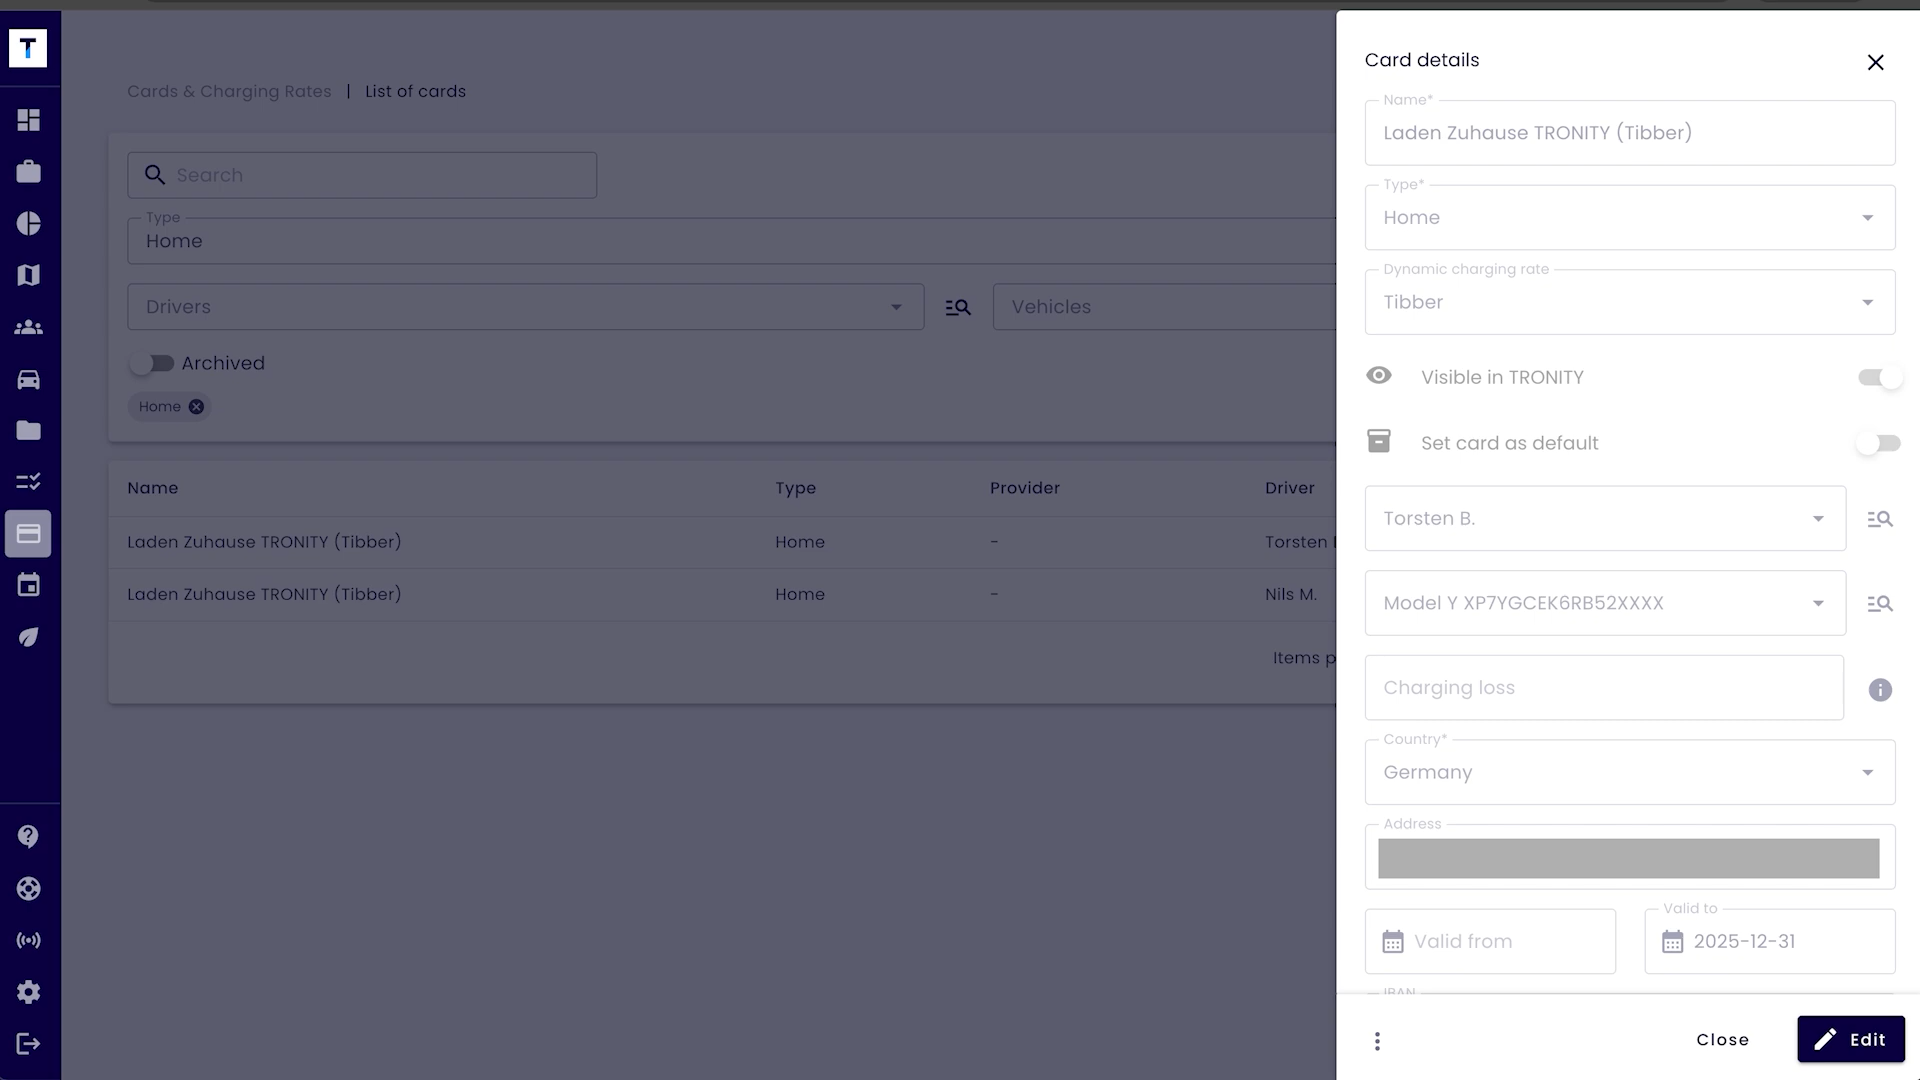 T
Cards & Charging Rates | List of cards
Search
Type
Home
Drivers
Vehicles
Archived
Home
Name Type Provider Driver
Laden Zuhause TRONITY (Tibber) Home - Torsten
Laden Zuhause TRONITY (Tibber) Home - Nils M.
Items p
Card details
Name*
Laden Zuhause TRONITY (Tibber)
Type*
Home
Dynamic charging rate
Tibber
Visible in TRONITY
Set card as default
Torsten B.
Model Y XP7YGCEK6RB52XXXX
Charging loss
Country*
Germany
Address
Valid from
Valid to
2025-12-31
IBAN
Close
Edit